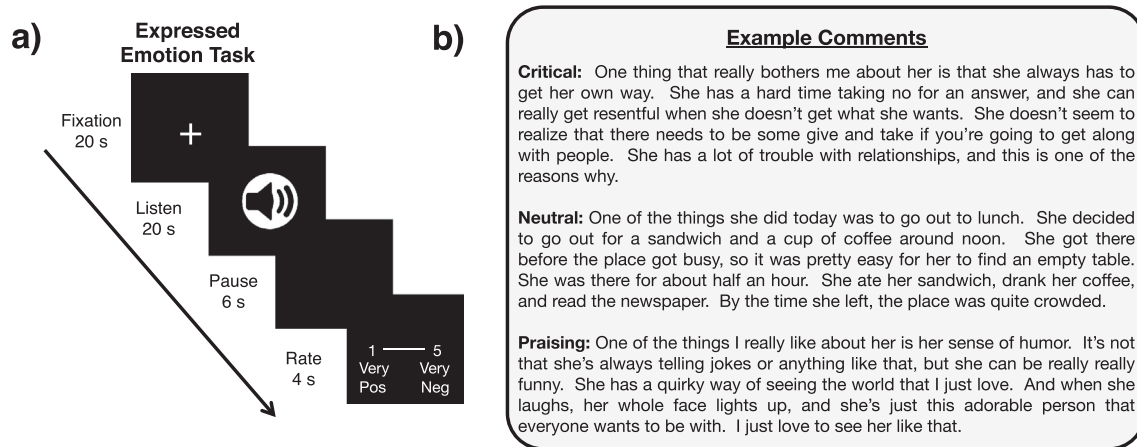 a)
Expressed
Emotion Task
Fixation
20 s
Listen
20 s
Pause
6 s
Rate
4 s
1 5
Very Very
Pos Neg
b)
Example Comments
Critical: One thing that really bothers me about her is that she always has to
get her own way. She has a hard time taking no for an answer, and she can
really get resentful when she doesn't get what she wants. She doesn't seem to
realize that there needs to be some give and take if you're going to get along
with people. She has a lot of trouble with relationships, and this is one of the
reasons why.
Neutral: One of the things she did today was to go out to lunch. She decided
to go out for a sandwich and a cup of coffee around noon. She got there
before the place got busy, so it was pretty easy for her to find an empty table.
She was there for about half an hour. She ate her sandwich, drank her coffee,
and read the newspaper. By the time she left, the place was quite crowded.
Praising: One of the things I really like about her is her sense of humor. It's not
that she's always telling jokes or anything like that, but she can be really really
funny. She has a quirky way of seeing the world that I just love. And when she
laughs, her whole face lights up, and she's just this adorable person that
everyone wants to be with. I just love to see her like that.